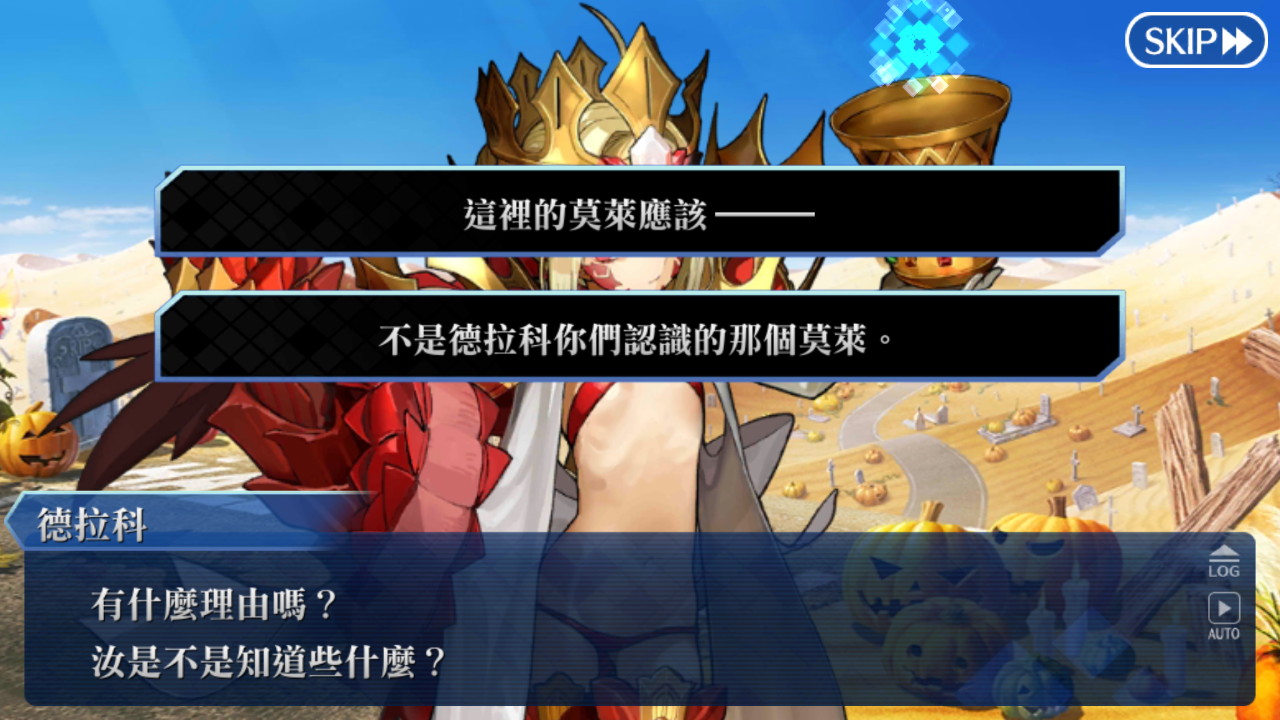 SKIP
這裡的莫萊應該———
不是德拉科你們認識的那個莫萊。
德拉科
有什麼理由嗎？
汝是不是知道些什麼？
LOG
AUTO
RIP